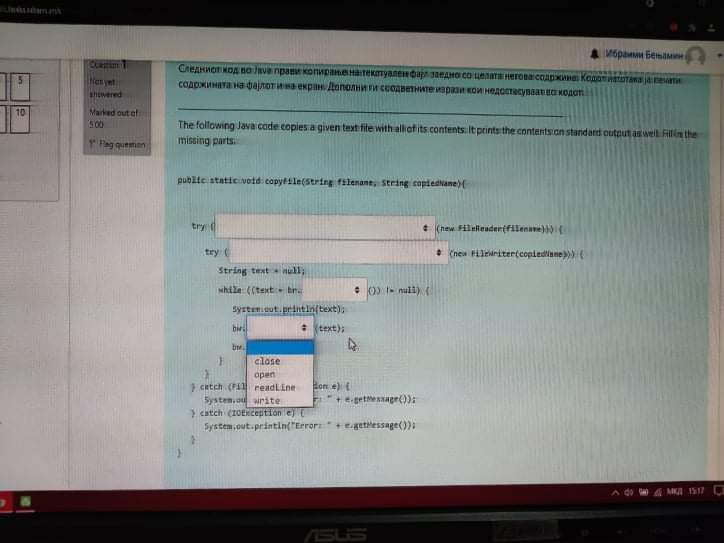 Ибраими Бењамин
5
10
Question 1
Not yet
answered
Marked out of
5.00
Flag question
Следниот код во Java прави копирање на текстуален фајл заедно со целата негова содржина. Кодот истотака ја печати
содржината на фајлот и на екран. Дополни ги соодветните изрази кои недостасуваат во кодот.
The following Java code copies a given text file with all of its contents. It prints the contents on standard output as well. Fill in the
missing parts.
public static void copyFile(String filename, String copiedName){
try (
(new FileReader(filename))) {
try (
(new FileWriter(copiedName))) {
String text = null;
while ((text = br.
()) != null) {
System.out.println(text);
bw.
(text);
bw.
close
open
readLine
write
}
}
} catch (Fil
ion e) {
System.ou
r: " + e.getMessage());
} catch (IOException e) {
System.out.println("Error: " + e.getMessage());
}
}
МКД 15:17
ASUS